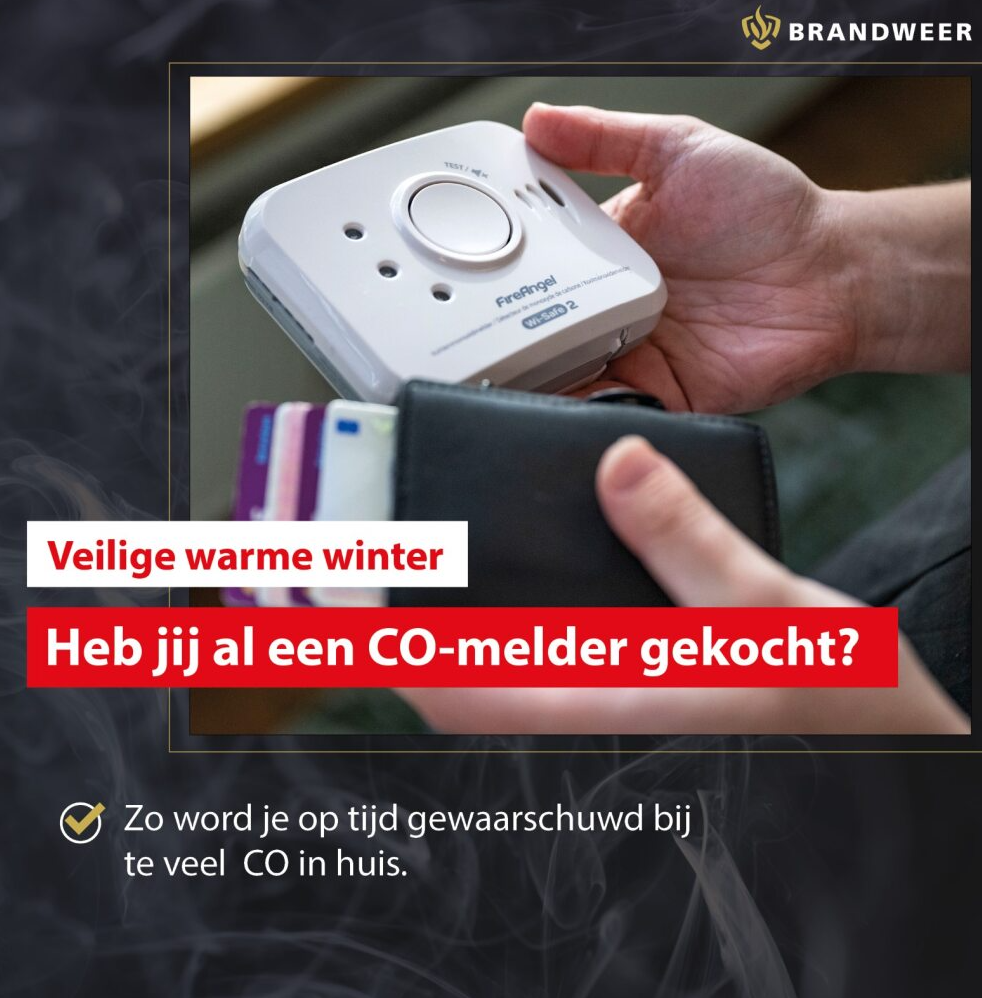 BRANDWEER
TEST /
FireAngel
Wi-Safe 2
Veilige warme winter
Heb jij al een CO-melder gekocht?
Zo word je op tijd gewaarschuwd bij
te veel CO in huis.